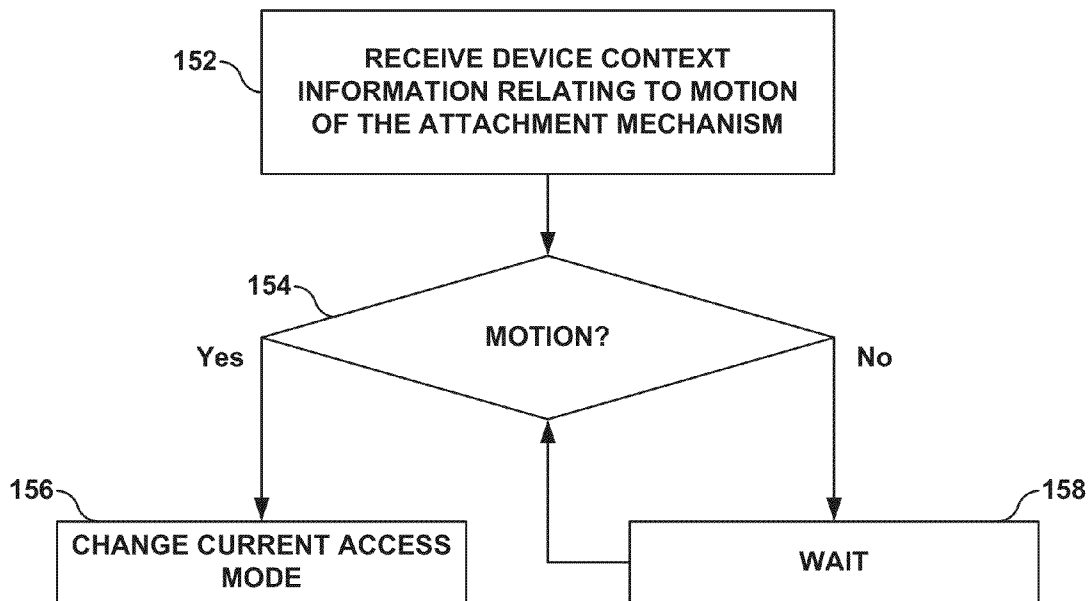 152
RECEIVE DEVICE CONTEXT
INFORMATION RELATING TO MOTION
OF THE ATTACHMENT MECHANISM
154
MOTION?
Yes
No
156
CHANGE CURRENT ACCESS
MODE
158
WAIT